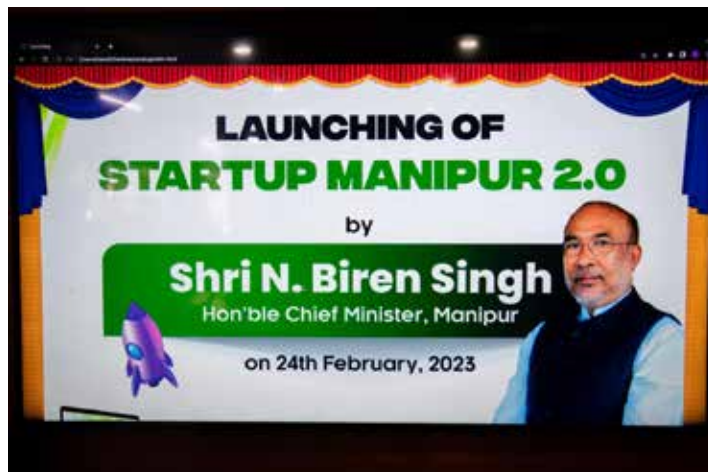 LAUNCHING OF
STARTUP MANIPUR 2.0
by
Shri N. Biren Singh
Hon'ble Chief Minister, Manipur
on 24th February, 2023